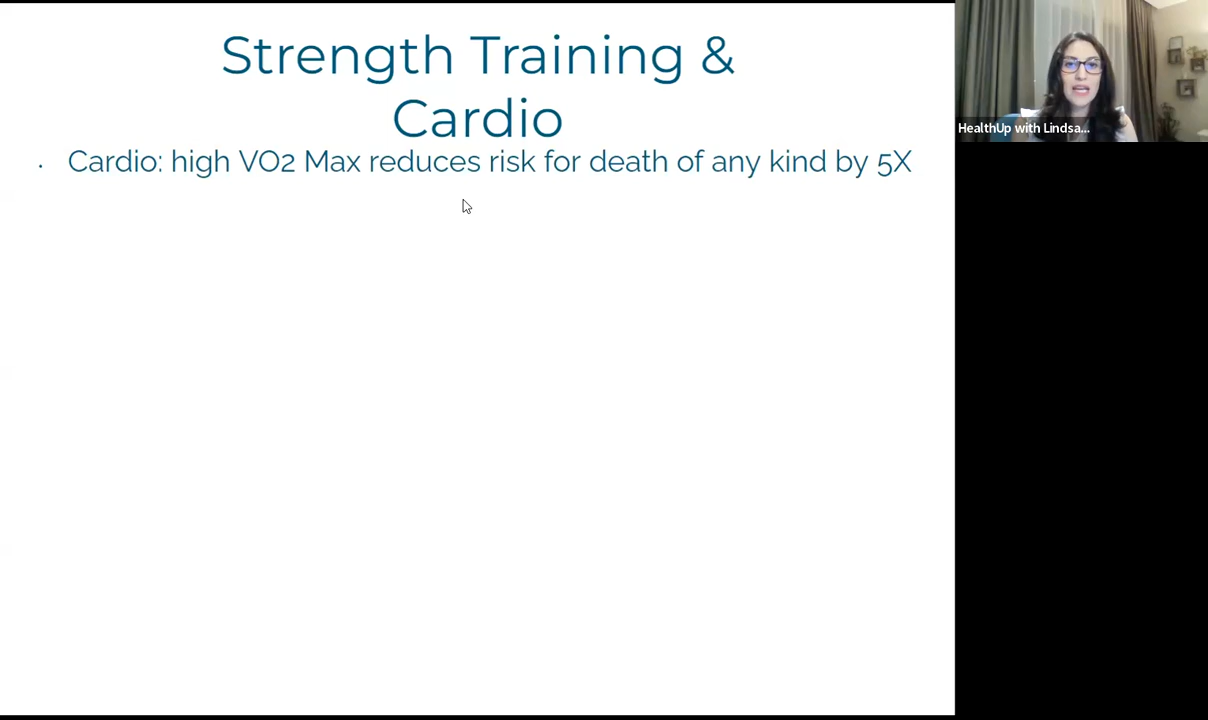 Strength Training &
Cardio
· Cardio: high VO2 Max reduces risk for death of any kind by 5X
HealthUp with Lindsa...